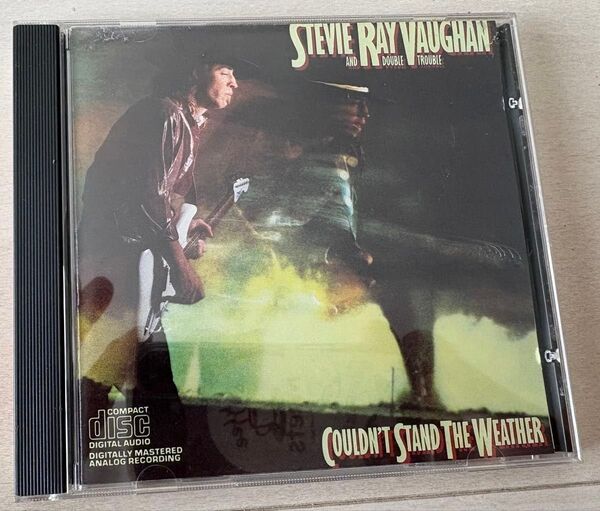 STEVIE RAY VAUGHAN
AND DOUBLE TROUBLE
COMPACT
disc
DIGITAL AUDIO
DIGITALLY MASTERED
ANALOG RECORDING
COULDN'T STAND THE WEATHER